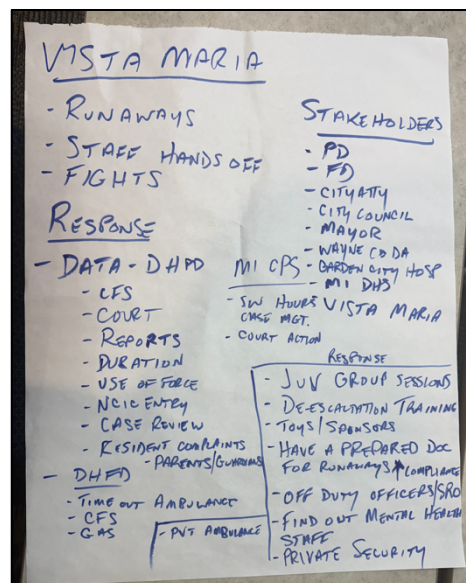 VISTA MARIA
- RUNAWAYS
- STAFF HANDS OFF
- FIGHTS
RESPONSE
- DATA - DHPD
- CFS
- COURT
- REPORTS
- DURATION
- USE OF FORCE
- NCIC ENTRY
- CASE REVIEW
- RESIDENT COMPLAINTS
- PARENTS/GUARDIANS
- DHFD
- TIME OUT AMBULANCE
- CFS
- GAS
- PVT AMBULANCE
MI CPS
- SW HOURS
CASE MGT.
- COURT ACTION
STAKEHOLDERS
- PD
- FD
- CITY ATTY
- CITY COUNCIL
- MAYOR
- WAYNE CO DA
- GARDEN CITY HOSP
- MI DHS
VISTA MARIA
RESPONSE
- JUV GROUP SESSIONS
- DE-ESCALTATION TRAINING
- TOYS/SPONSORS
- HAVE A PREPARED DOC
FOR RUNAWAYS COMPLIANCE
- OFF DUTY OFFICERS/SRO
- FIND OUT MENTAL HEALTH
STAFF
- PRIVATE SECURITY